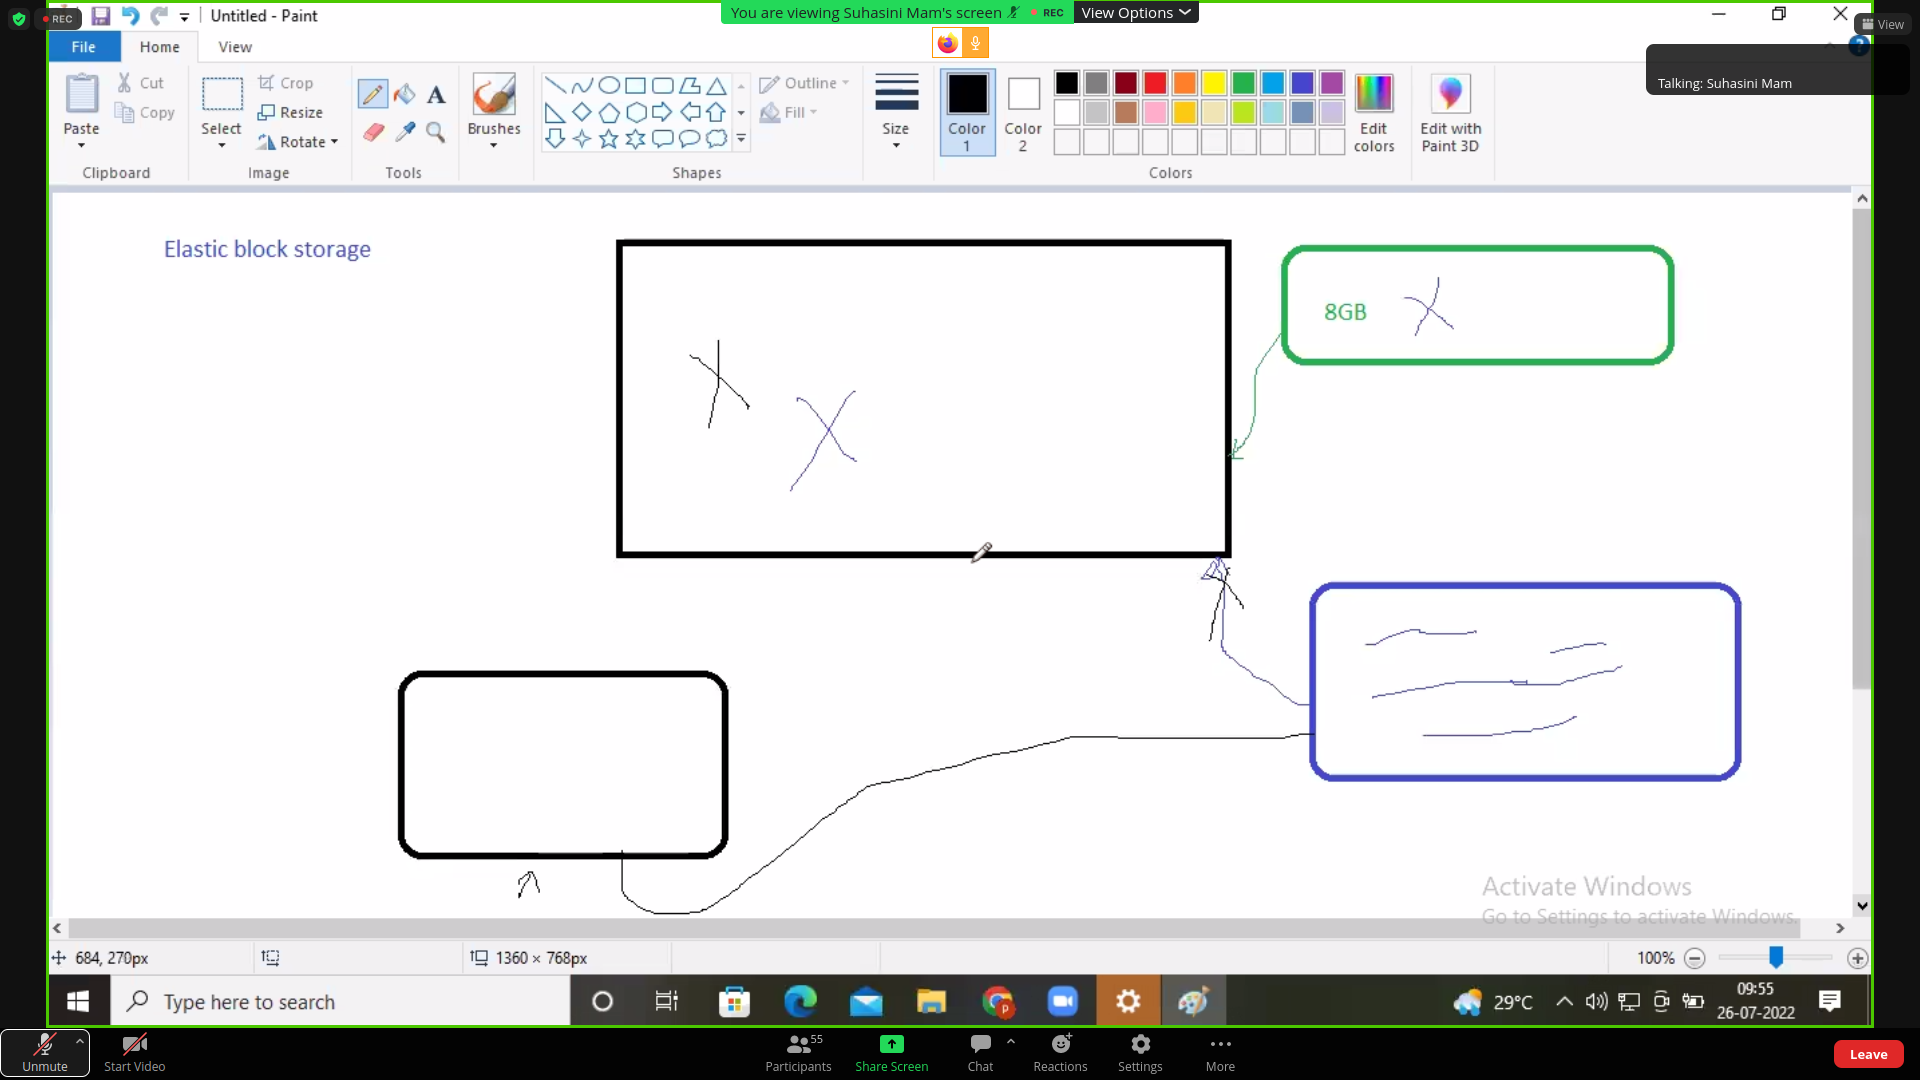 REC
Untitled - Paint
You are viewing Suhasini Mam's screen
REC
View Options
View
File
Home
View
Talking: Suhasini Mam
Paste
Cut
Copy
Clipboard
Select
Crop
Resize
Rotate
Image
A
Tools
Brushes
Shapes
Outline
Fill
Size
Color
1
Color
2
Edit
colors
Colors
Edit with
Paint 3D
Elastic block storage
8GB
Activate Windows
Go to Settings to activate Windows.
684, 270px
1360 × 768px
100%
Type here to search
29°C
09:55
26-07-2022
Unmute
Start Video
55
Participants
Share Screen
Chat
Reactions
Settings
More
Leave